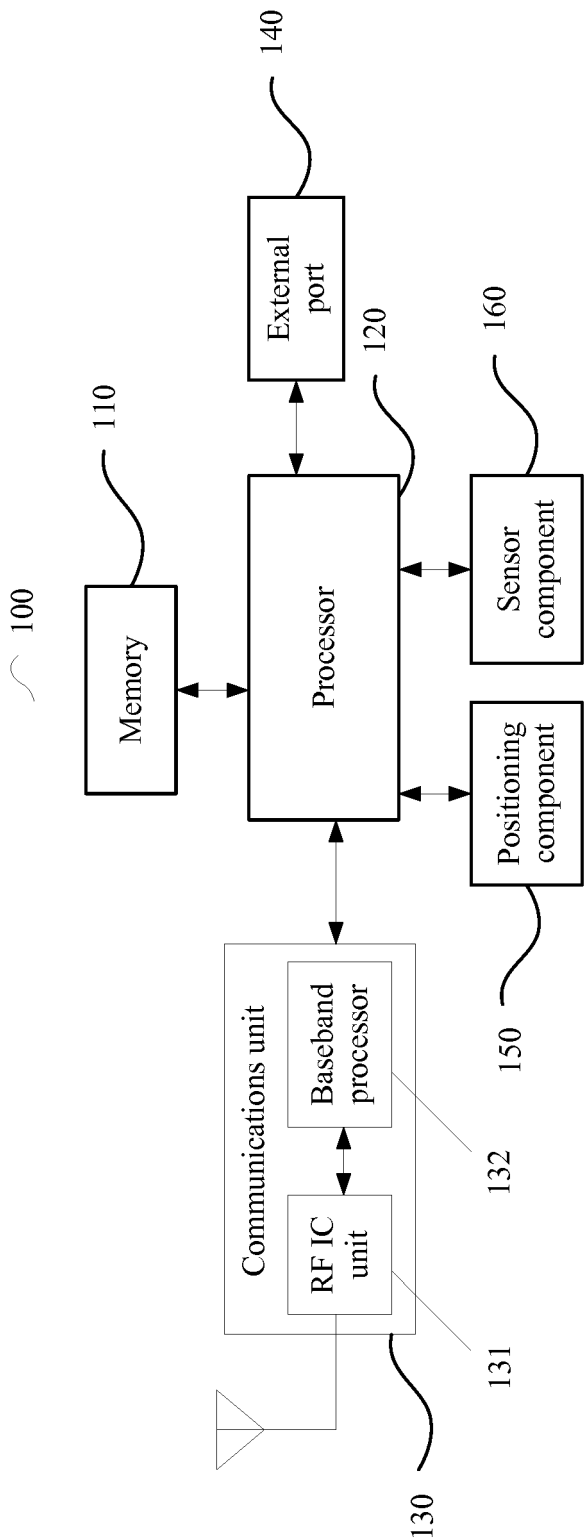 100
110
Memory
140
External
port
Communications unit
RF IC
unit
Baseband
processor
Processor
120
130
131
132
Positioning
component
Sensor
component
150
160